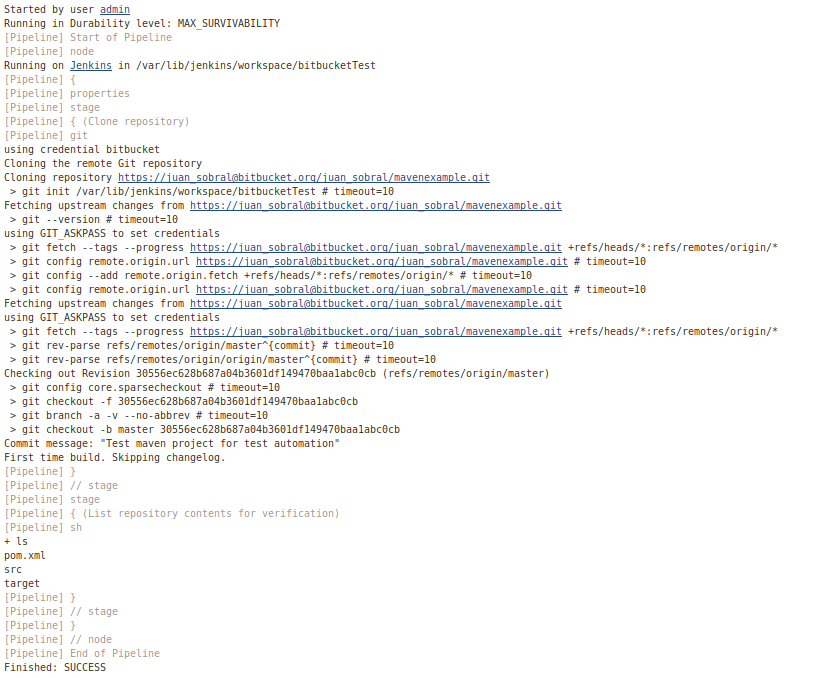 Started by user admin
Running in Durability level: MAX_SURVIVABILITY
[Pipeline] Start of Pipeline
[Pipeline] node
Running on Jenkins in /var/lib/jenkins/workspace/bitbucketTest
[Pipeline] {
[Pipeline] properties
[Pipeline] stage
[Pipeline] { (Clone repository)
[Pipeline] git
using credential bitbucket
Cloning the remote Git repository
Cloning repository https://juan_sobral@bitbucket.org/juan_sobral/mavenexample.git
 > git init /var/lib/jenkins/workspace/bitbucketTest # timeout=10
Fetching upstream changes from https://juan_sobral@bitbucket.org/juan_sobral/mavenexample.git
 > git --version # timeout=10
using GIT_ASKPASS to set credentials
 > git fetch --tags --progress https://juan_sobral@bitbucket.org/juan_sobral/mavenexample.git +refs/heads/*:refs/remotes/origin/*
 > git config remote.origin.url https://juan_sobral@bitbucket.org/juan_sobral/mavenexample.git # timeout=10
 > git config --add remote.origin.fetch +refs/heads/*:refs/remotes/origin/* # timeout=10
 > git config remote.origin.url https://juan_sobral@bitbucket.org/juan_sobral/mavenexample.git # timeout=10
Fetching upstream changes from https://juan_sobral@bitbucket.org/juan_sobral/mavenexample.git
using GIT_ASKPASS to set credentials
 > git fetch --tags --progress https://juan_sobral@bitbucket.org/juan_sobral/mavenexample.git +refs/heads/*:refs/remotes/origin/*
 > git rev-parse refs/remotes/origin/master^{commit} # timeout=10
 > git rev-parse refs/remotes/origin/origin/master^{commit} # timeout=10
Checking out Revision 30556ec628b687a04b3601df149470baa1abc0cb (refs/remotes/origin/master)
 > git config core.sparsecheckout # timeout=10
 > git checkout -f 30556ec628b687a04b3601df149470baa1abc0cb
 > git branch -a -v --no-abbrev # timeout=10
 > git checkout -b master 30556ec628b687a04b3601df149470baa1abc0cb
Commit message: "Test maven project for test automation"
First time build. Skipping changelog.
[Pipeline] }
[Pipeline] // stage
[Pipeline] stage
[Pipeline] { (List repository contents for verification)
[Pipeline] sh
+ ls
pom.xml
src
target
[Pipeline] }
[Pipeline] // stage
[Pipeline] }
[Pipeline] // node
[Pipeline] End of Pipeline
Finished: SUCCESS